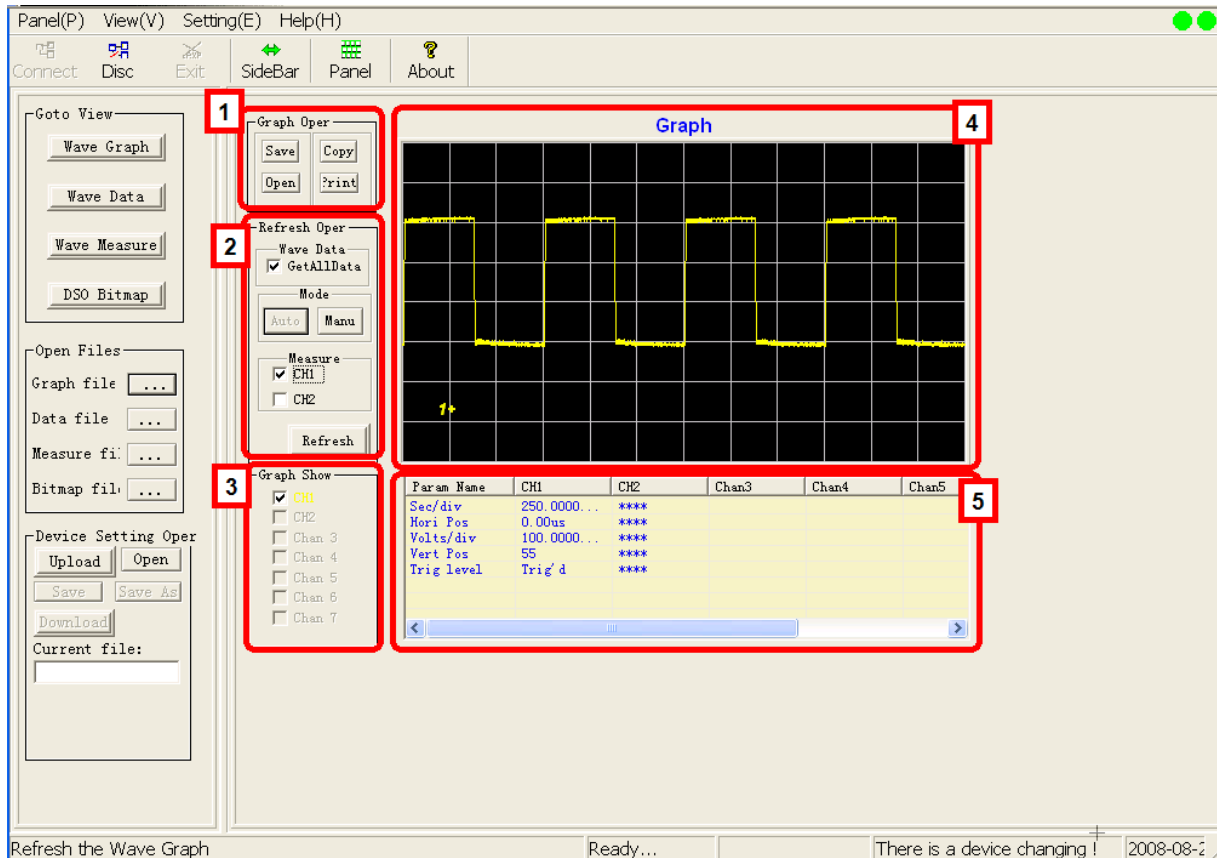 Panel(P) View(V) Setting(E) Help(H)
Connect Disc Exit SideBar Panel About
Goto View
Wave Graph
Wave Data
Wave Measure
DSO Bitmap
Open Files
Graph file ...
Data file ...
Measure fi ...
Bitmap fil ...
Device Setting Oper
Upload Open
Save Save As
Download
Current file:
1
Graph Oper
Save Copy
Open Print
2
Refresh Oper
Wave Data
GetAllData
Mode
Auto Manu
Measure
CH1
CH2
Refresh
3
Graph Show
CH1
CH2
Chan 3
Chan 4
Chan 5
Chan 6
Chan 7
4
Graph
1+
5
Param Name CH1 CH2 Chan3 Chan4 Chan5
Sec/div 250.0000... ****
Hori Pos 0.00us ****
Volts/div 100.0000... ****
Vert Pos 55 ****
Trig level Trig'd ****
Refresh the Wave Graph Ready... There is a device changing ! 2008-08-2